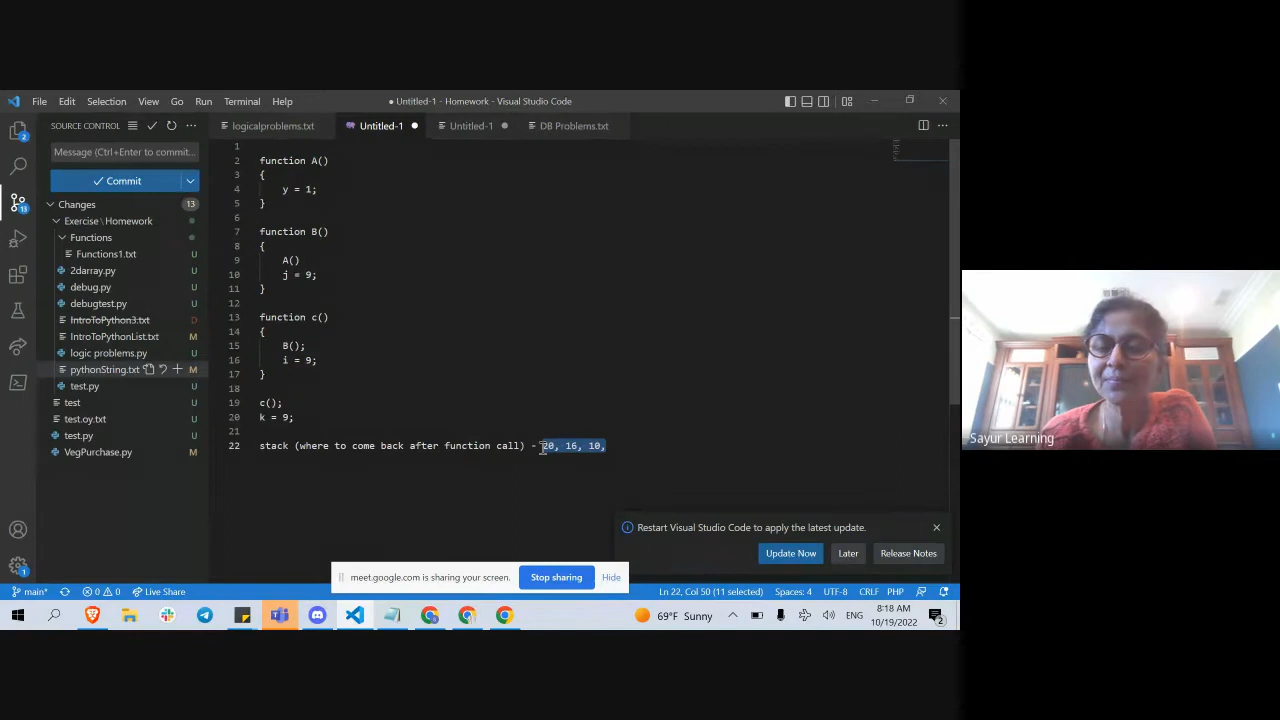 File Edit Selection View Go Run Terminal Help
● Untitled-1 - Homework - Visual Studio Code
SOURCE CONTROL
logicalproblems.txt
Untitled-1
Untitled-1
DB Problems.txt
Message (Ctrl+Enter to commit...
Commit
Changes 13
Exercise\Homework
Functions
Functions1.txt U
2darray.py U
debug.py U
debugtest.py U
IntroToPython3.txt D
IntroToPythonList.txt M
logic problems.py U
pythonString.txt M
test.py U
test U
test.oy.txt U
test.py U
VegPurchase.py U
2
13
1
1
2 function A()
3 {
4 y = 1;
5 }
6
7 function B()
8 {
9 A()
10 j = 9;
11 }
12
13 function c()
14 {
15 B();
16 i = 9;
17 }
18
19 c();
20 k = 9;
21
22 stack (where to come back after function call) - 20, 16, 10,
Restart Visual Studio Code to apply the latest update.
Update Now Later Release Notes
meet.google.com is sharing your screen. Stop sharing Hide
main* 0 0 Live Share
Ln 22, Col 50 (11 selected) Spaces: 4 UTF-8 CRLF PHP
69°F Sunny
ENG
8:18 AM
10/19/2022
2
Sayur Learning